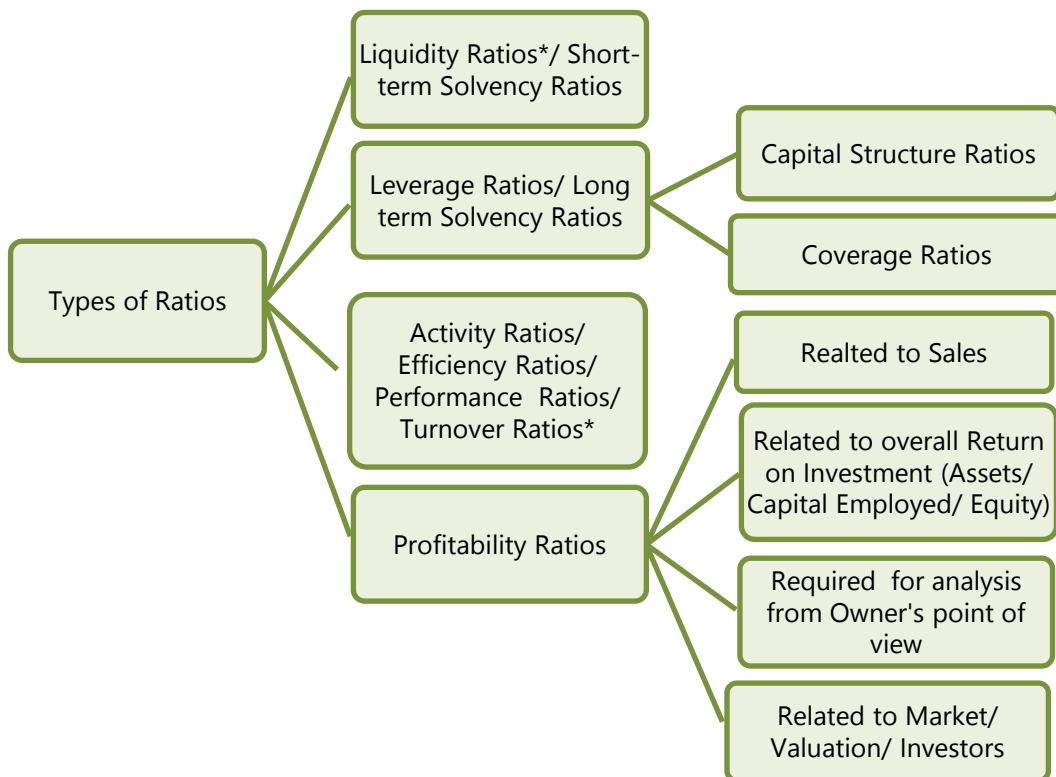 Types of Ratios
Liquidity Ratios*/ Short-
term Solvency Ratios
Leverage Ratios/ Long
term Solvency Ratios
Capital Structure Ratios
Coverage Ratios
Activity Ratios/
Efficiency Ratios/
Performance Ratios/
Turnover Ratios*
Profitability Ratios
Realted to Sales
Related to overall Return
on Investment (Assets/
Capital Employed/ Equity)
Required for analysis
from Owner's point of
view
Related to Market/
Valuation/ Investors